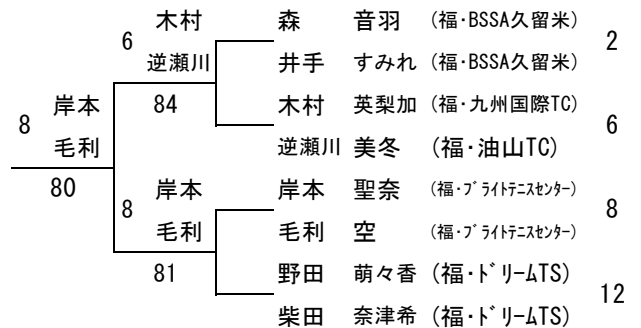 木村 森 音羽 (福・BSSA久留米) 2
6
逆瀬川 井手 すみれ (福・BSSA久留米)
岸本 84 木村 英梨加 (福・九州国際TC) 6
8
毛利 逆瀬川 美冬 (福・油山TC)
80 岸本 岸本 聖奈 (福・ブライトテニスセンター) 8
8
毛利 毛利 空 (福・ブライトテニスセンター)
81 野田 萌々香 (福・ドリームTS) 12
柴田 奈津希 (福・ドリームTS)